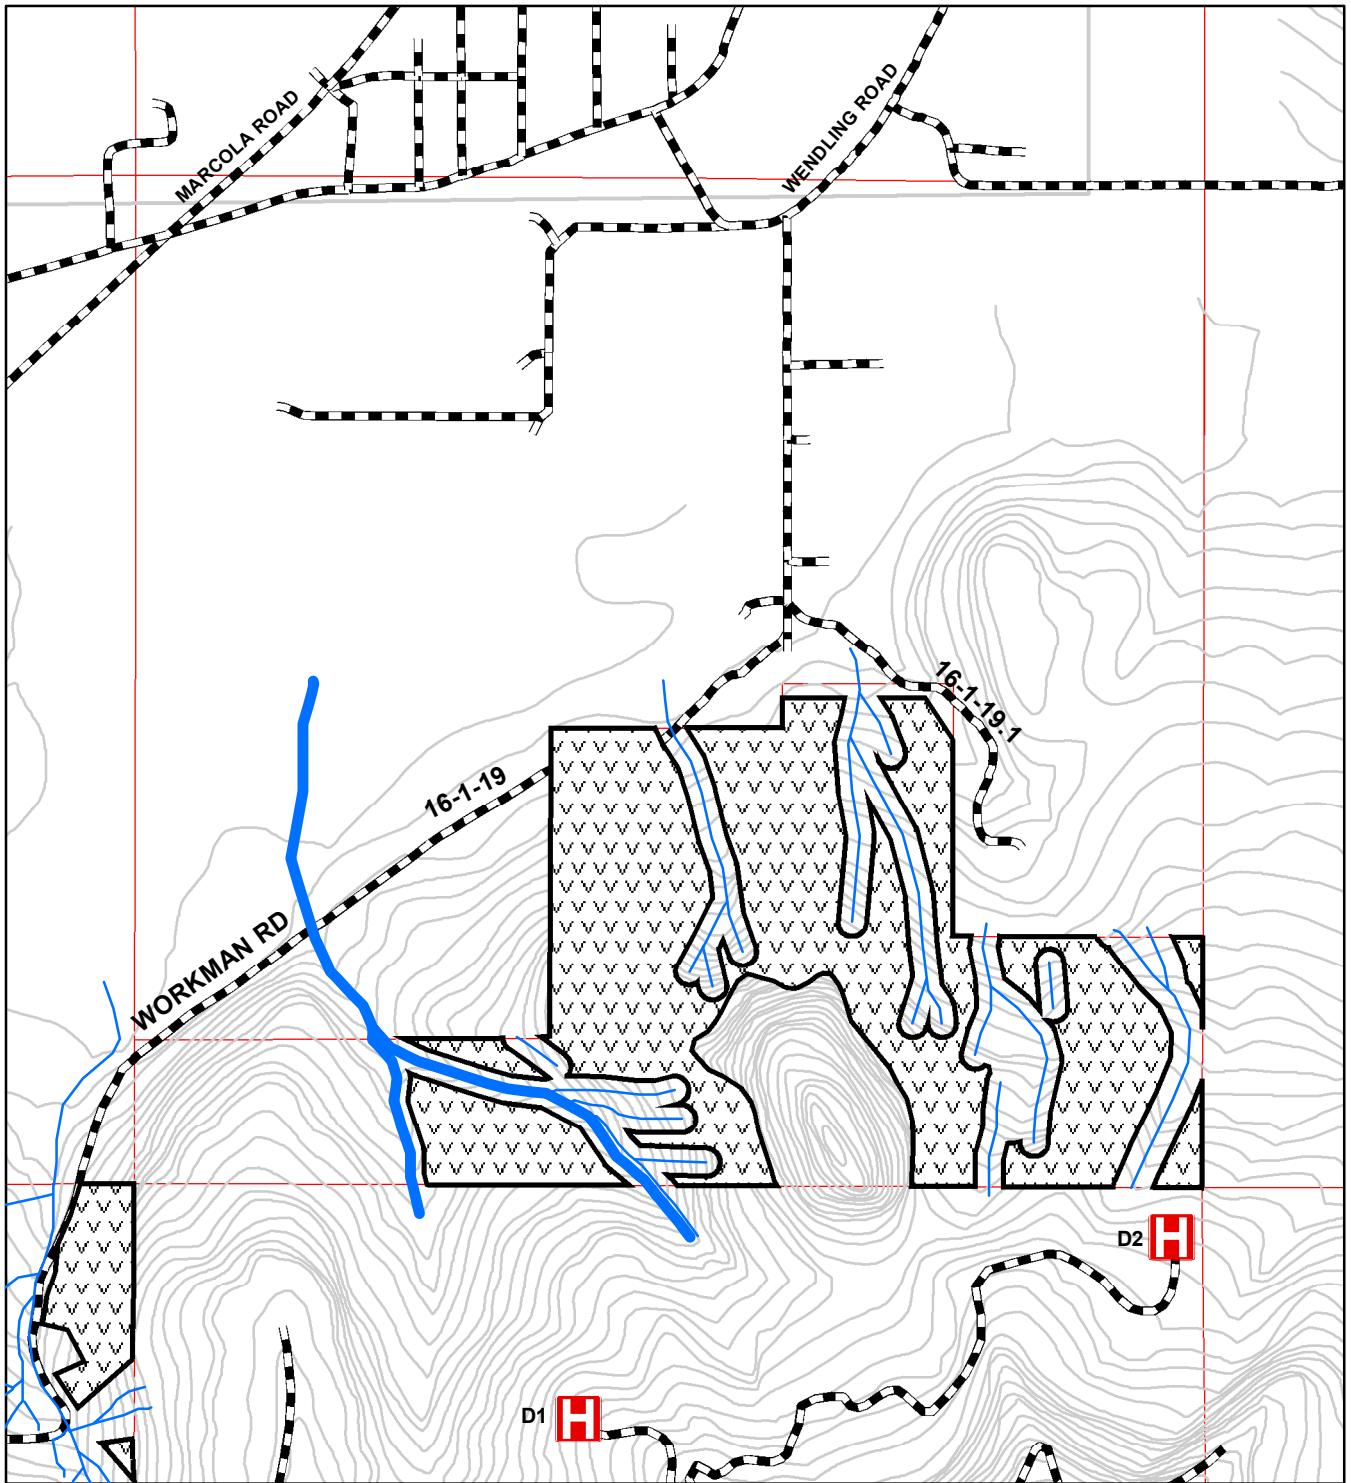 MARCOLA ROAD
WENDLING ROAD
16-1-19.1
16-1-19
WORKMAN RD
D2 H
D1 H